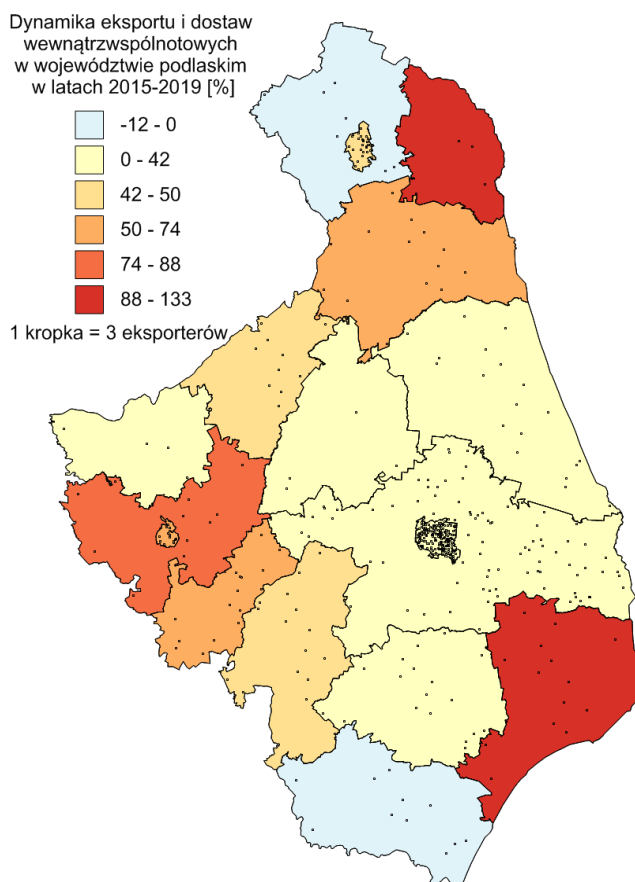 Dynamika eksportu i dostaw
wewnątrzwspólnotowych
w województwie podlaskim
w latach 2015-2019 [%]
-12 - 0
0 - 42
42 - 50
50 - 74
74 - 88
88 - 133
1 kropka = 3 eksporterów